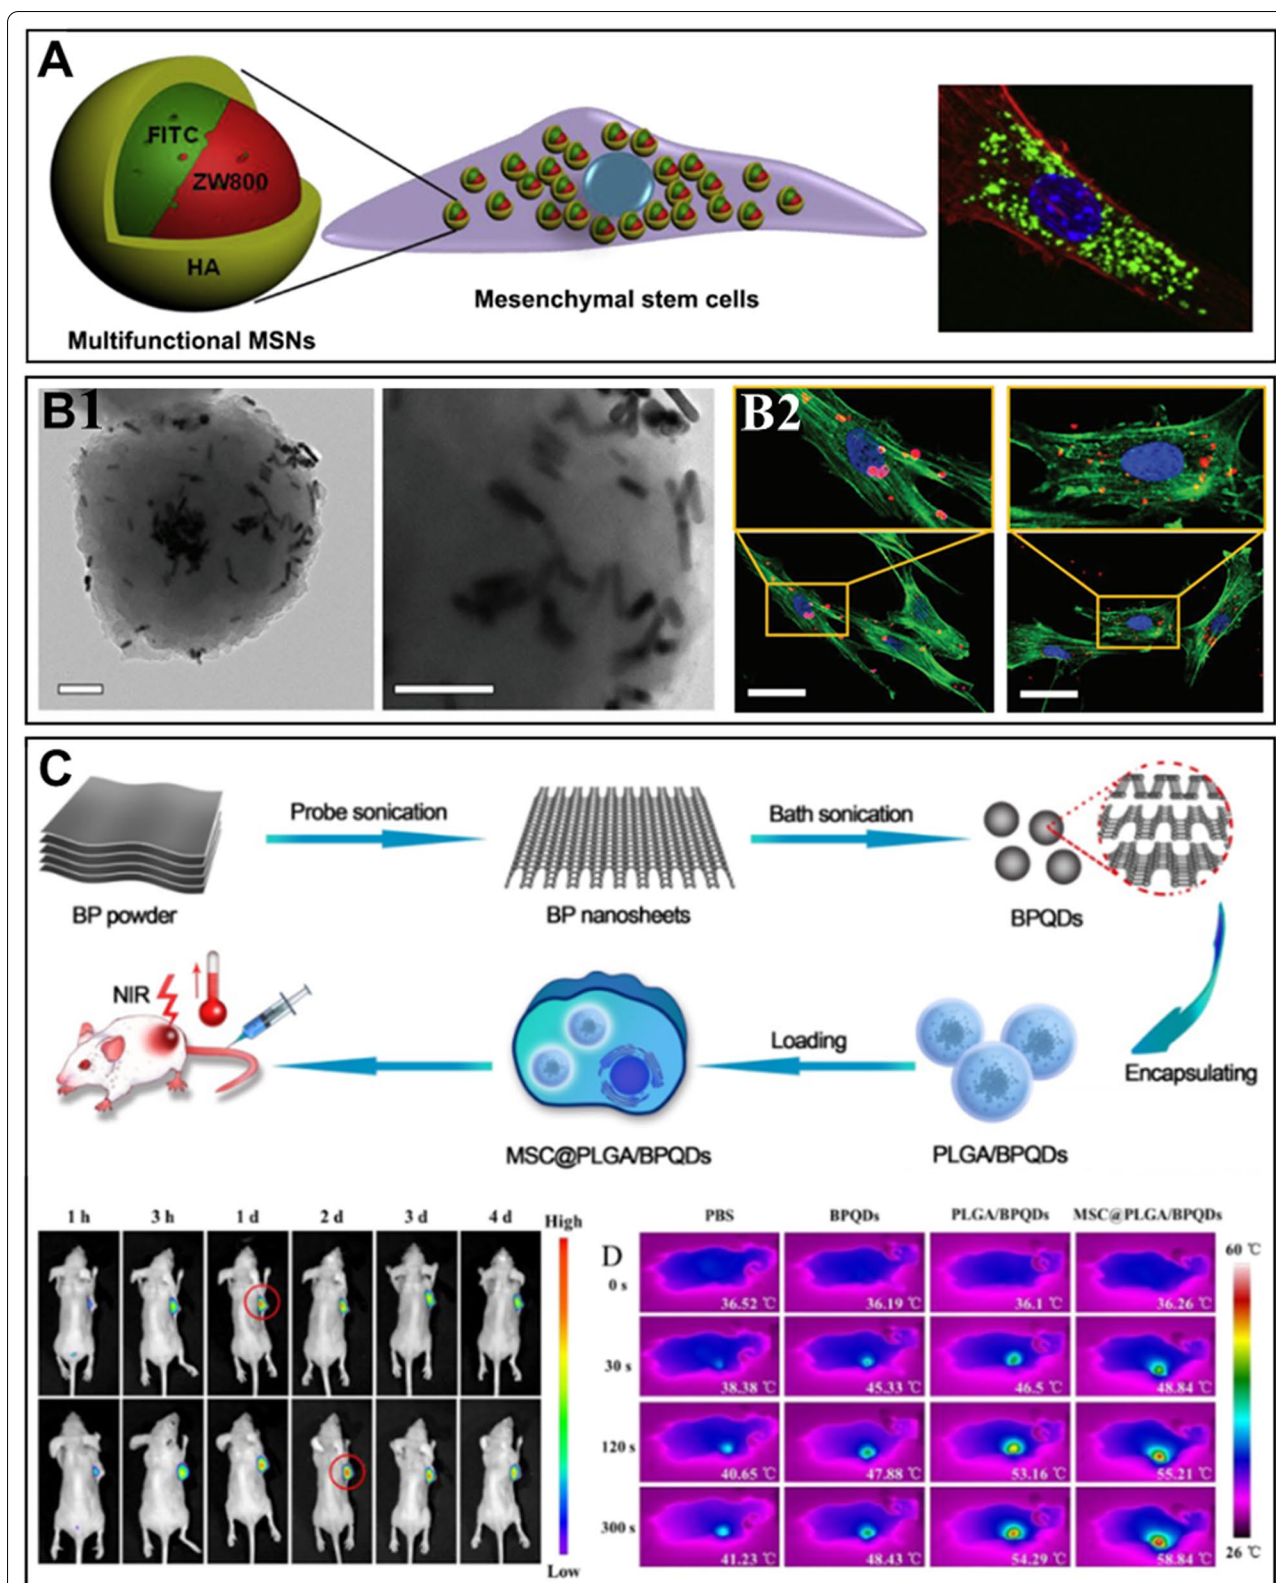 A
FITC
ZW800
HA
Multifunctional MSNs
Mesenchymal stem cells
B1
B2
C
Probe sonication
Bath sonication
BP powder
BP nanosheets
BPQDs
NIR
Loading
Encapsulating
MSC@PLGA/BPQDs
PLGA/BPQDs
1 h 3 h 1 d 2 d 3 d 4 d
High
Low
D
PBS BPQDs PLGA/BPQDs MSC@PLGA/BPQDs
60 ℃
0 s
36.52 ℃ 36.19 ℃ 36.1 ℃ 36.26 ℃
30 s
38.38 ℃ 45.33 ℃ 46.5 ℃ 48.84 ℃
120 s
40.65 ℃ 47.88 ℃ 53.16 ℃ 55.21 ℃
300 s
41.23 ℃ 48.43 ℃ 54.29 ℃ 58.84 ℃
26 ℃